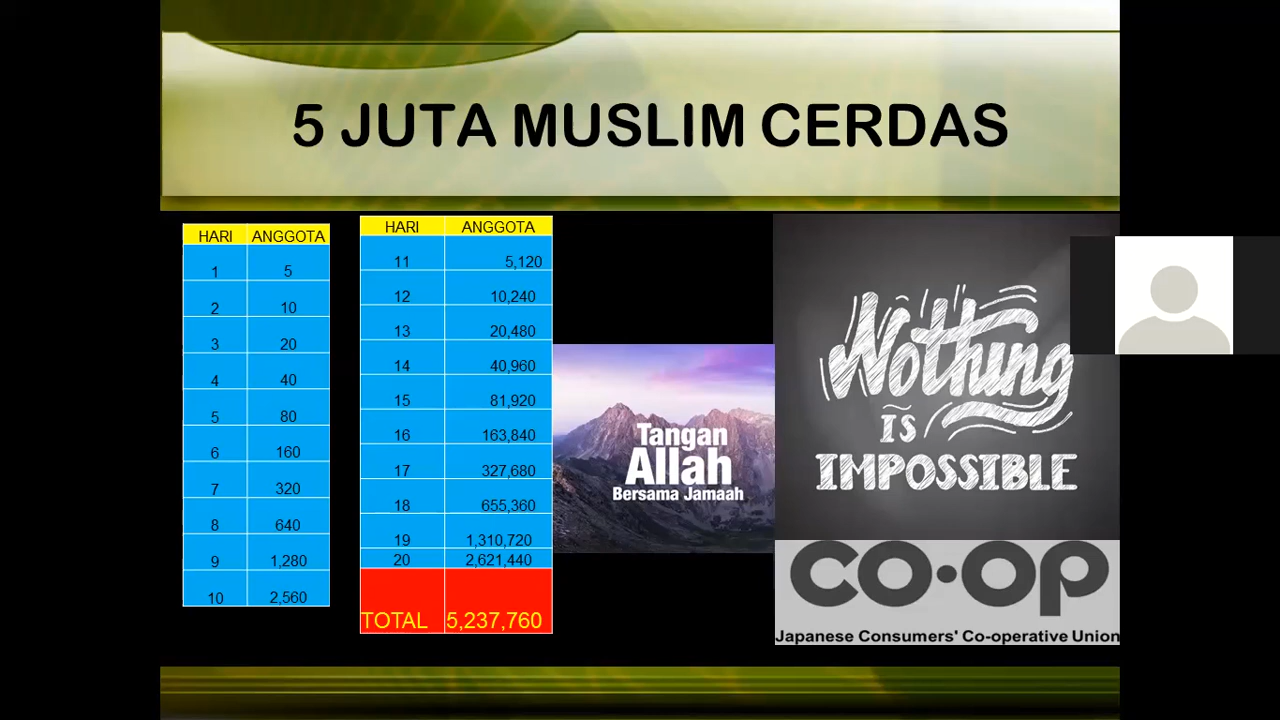 5 JUTA MUSLIM CERDAS
HARI ANGGOTA
1 5
2 10
3 20
4 40
5 80
6 160
7 320
8 640
9 1,280
10 2,560
HARI ANGGOTA
11 5,120
12 10,240
13 20,480
14 40,960
15 81,920
16 163,840
17 327,680
18 655,360
19 1,310,720
20 2,621,440
TOTAL 5,237,760
Tangan
Allah
Bersama Jamaah
Nothing
IS
IMPOSSIBLE
CO·OP
Japanese Consumers' Co-operative Union